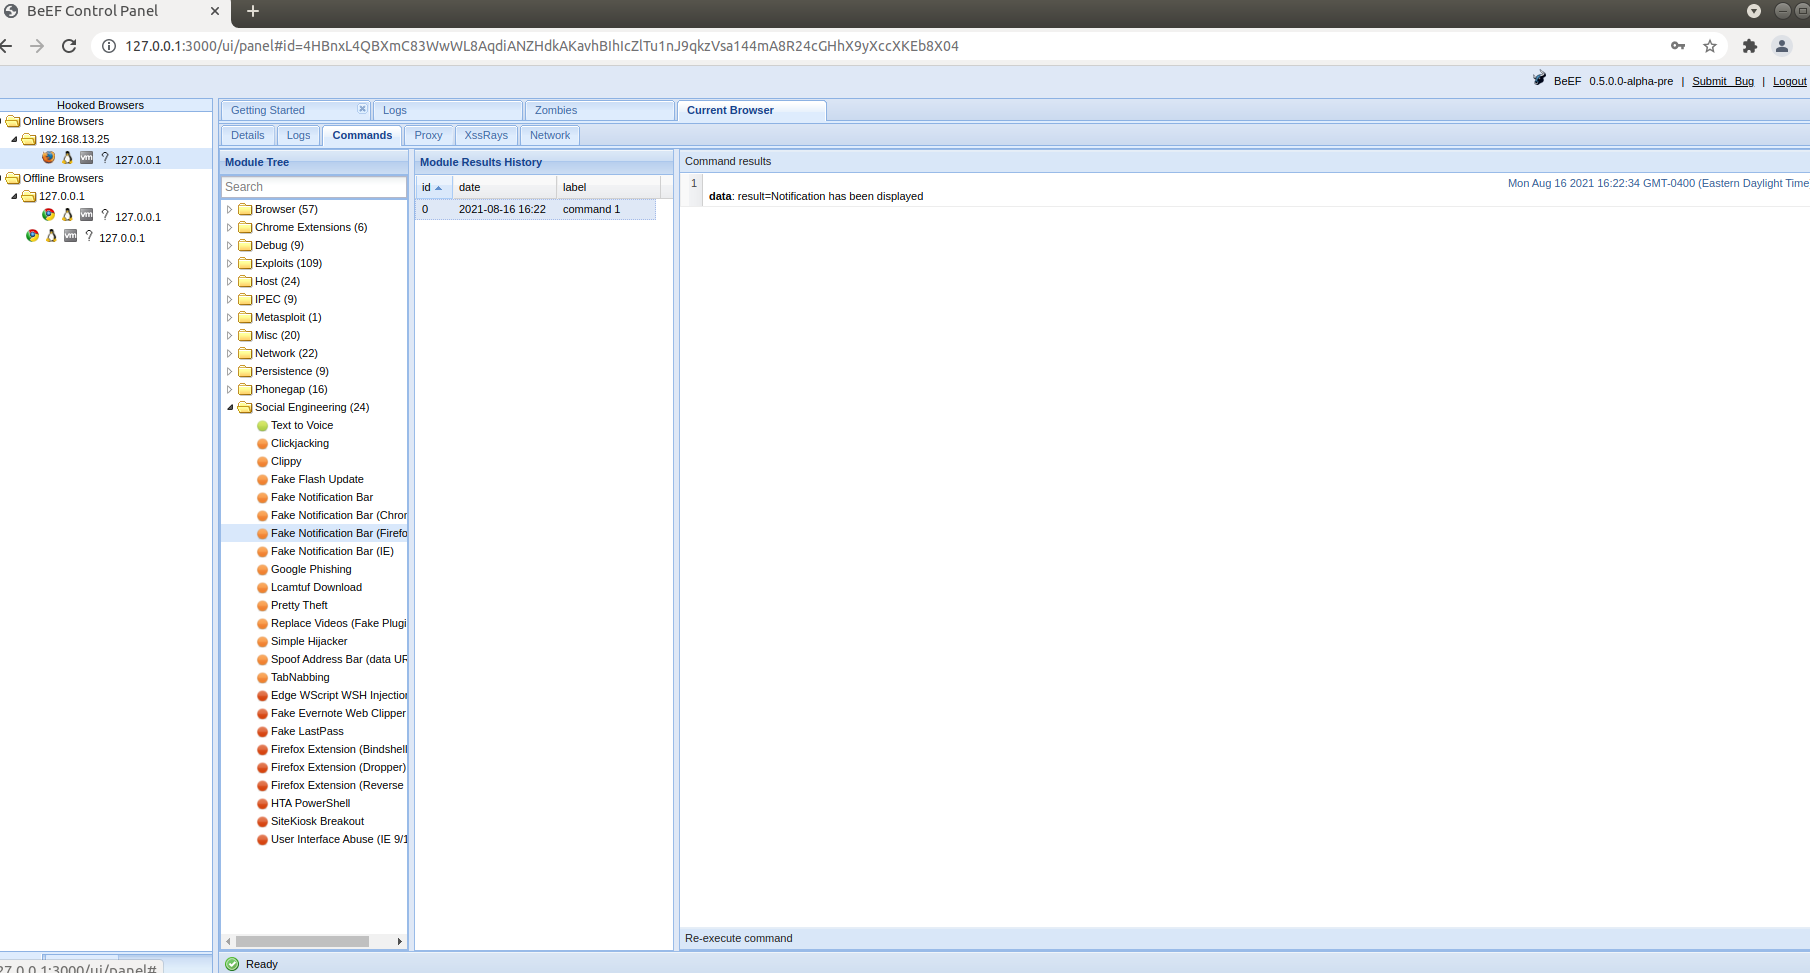 BeEF Control Panel
127.0.0.1:3000/ui/panel#id=4HBnxL4QBXmC83WwWL8AqdiANZHdkAKavhBIhIcZlTu1nJ9qkzVsa144mA8R24cGHhX9yXccXKEb8X04
BeEF 0.5.0.0-alpha-pre | Submit Bug | Logout
Hooked Browsers
Online Browsers
192.168.13.25
127.0.0.1
Offline Browsers
127.0.0.1
127.0.0.1
127.0.0.1
Getting Started
Logs
Zombies
Current Browser
Details
Logs
Commands
Proxy
XssRays
Network
Module Tree
Search
Browser (57)
Chrome Extensions (6)
Debug (9)
Exploits (109)
Host (24)
IPEC (9)
Metasploit (1)
Misc (20)
Network (22)
Persistence (9)
Phonegap (16)
Social Engineering (24)
Text to Voice
Clickjacking
Clippy
Fake Flash Update
Fake Notification Bar
Fake Notification Bar (Chror
Fake Notification Bar (Firefo
Fake Notification Bar (IE)
Google Phishing
Lcamtuf Download
Pretty Theft
Replace Videos (Fake Plugi
Simple Hijacker
Spoof Address Bar (data UR
TabNabbing
Edge WScript WSH Injection
Fake Evernote Web Clipper
Fake LastPass
Firefox Extension (Bindshell
Firefox Extension (Dropper)
Firefox Extension (Reverse
HTA PowerShell
SiteKiosk Breakout
User Interface Abuse (IE 9/1
Module Results History
id date label
0 2021-08-16 16:22 command 1
Command results
1 Mon Aug 16 2021 16:22:34 GMT-0400 (Eastern Daylight Time
data: result=Notification has been displayed
Re-execute command
Ready
27.0.0.1:3000/ui/panel#